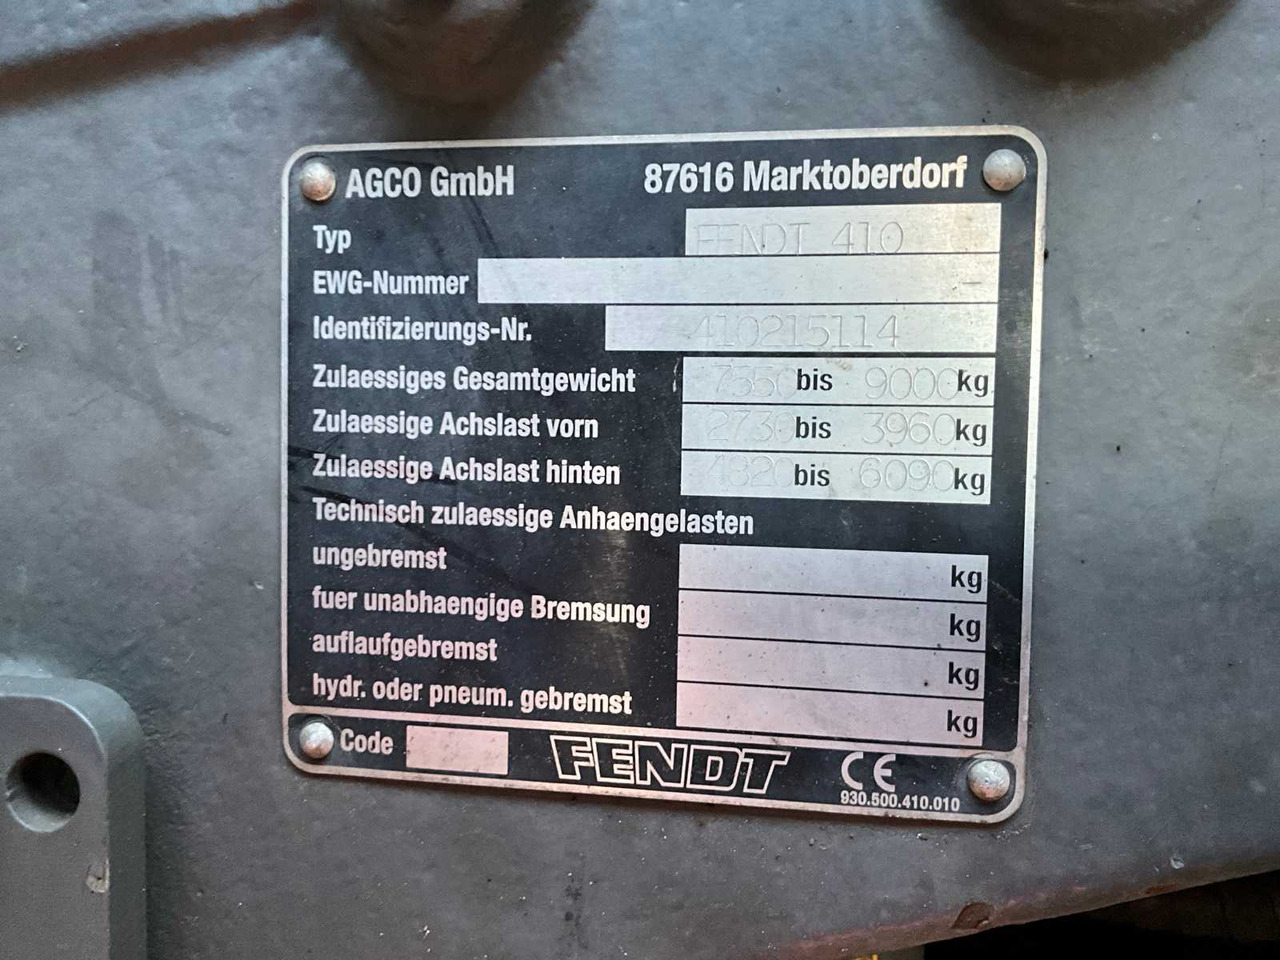 AGCO GmbH 87616 Marktoberdorf
Typ FENDT 410
EWG-Nummer -
Identifizierungs-Nr. 410215114
Zulaessiges Gesamtgewicht 7550 bis 9000 kg
Zulaessige Achslast vorn 2730 bis 3960 kg
Zulaessige Achslast hinten 4820 bis 6090 kg
Technisch zulaessige Anhaengelasten
ungebremst kg
fuer unabhaengige Bremsung kg
auflaufgebremst kg
hydr. oder pneum. gebremst kg
Code FENDT CE
930.500.410.010